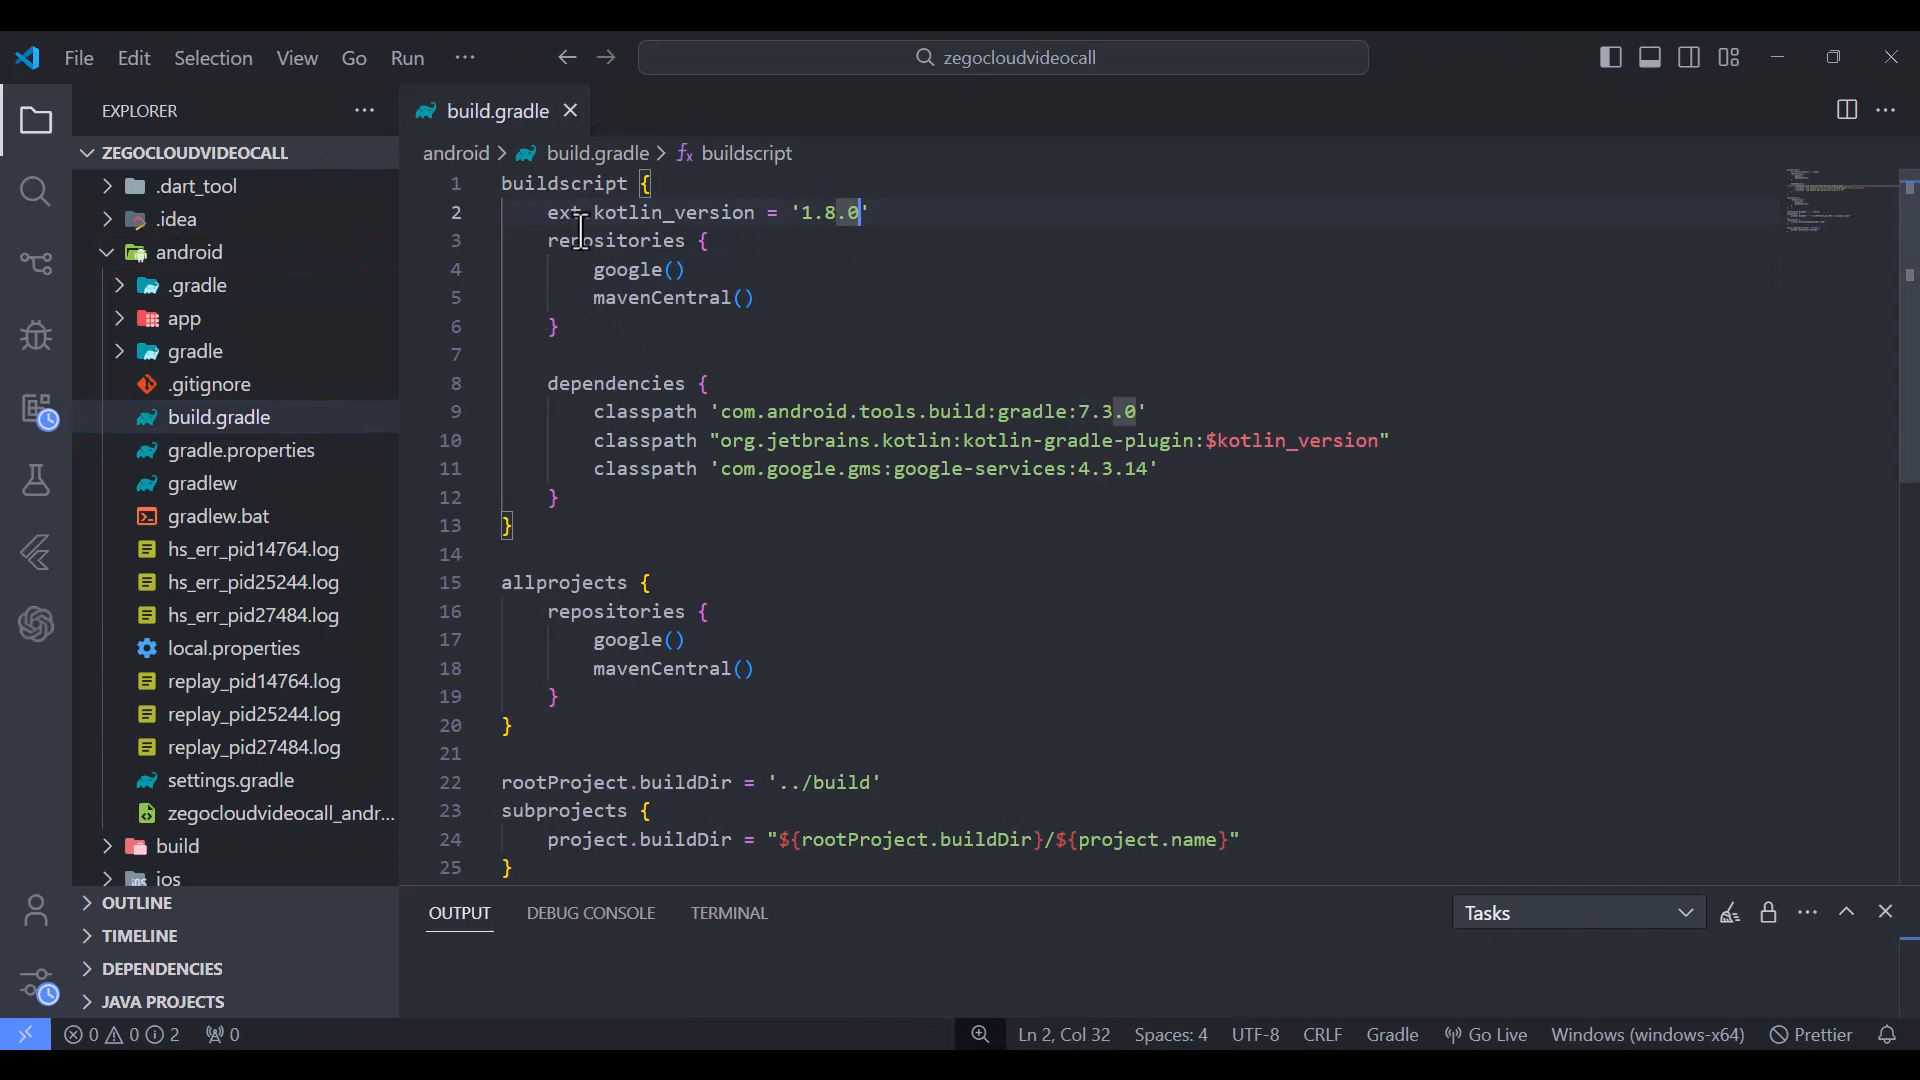 File Edit Selection View Go Run ··· zegocloudvideocall
EXPLORER ···
build.gradle
ZEGOCLOUDVIDEOCALL
android > build.gradle > buildscript
.dart_tool
.idea
android
.gradle
app
gradle
.gitignore
build.gradle
gradle.properties
gradlew
gradlew.bat
hs_err_pid14764.log
hs_err_pid25244.log
hs_err_pid27484.log
local.properties
replay_pid14764.log
replay_pid25244.log
replay_pid27484.log
settings.gradle
zegocloudvideocall_andr...
build
ios
OUTLINE
TIMELINE
DEPENDENCIES
JAVA PROJECTS
1 buildscript {
2 ext.kotlin_version = '1.8.0'
3 repositories {
4 google()
5 mavenCentral()
6 }
7
8 dependencies {
9 classpath 'com.android.tools.build:gradle:7.3.0'
10 classpath "org.jetbrains.kotlin:kotlin-gradle-plugin:$kotlin_version"
11 classpath 'com.google.gms:google-services:4.3.14'
12 }
13 }
14
15 allprojects {
16 repositories {
17 google()
18 mavenCentral()
19 }
20 }
21
22 rootProject.buildDir = '../build'
23 subprojects {
24 project.buildDir = "${rootProject.buildDir}/${project.name}"
25 }
OUTPUT DEBUG CONSOLE TERMINAL Tasks
0 0 2 0 Ln 2, Col 32 Spaces: 4 UTF-8 CRLF Gradle Go Live Windows (windows-x64) Prettier